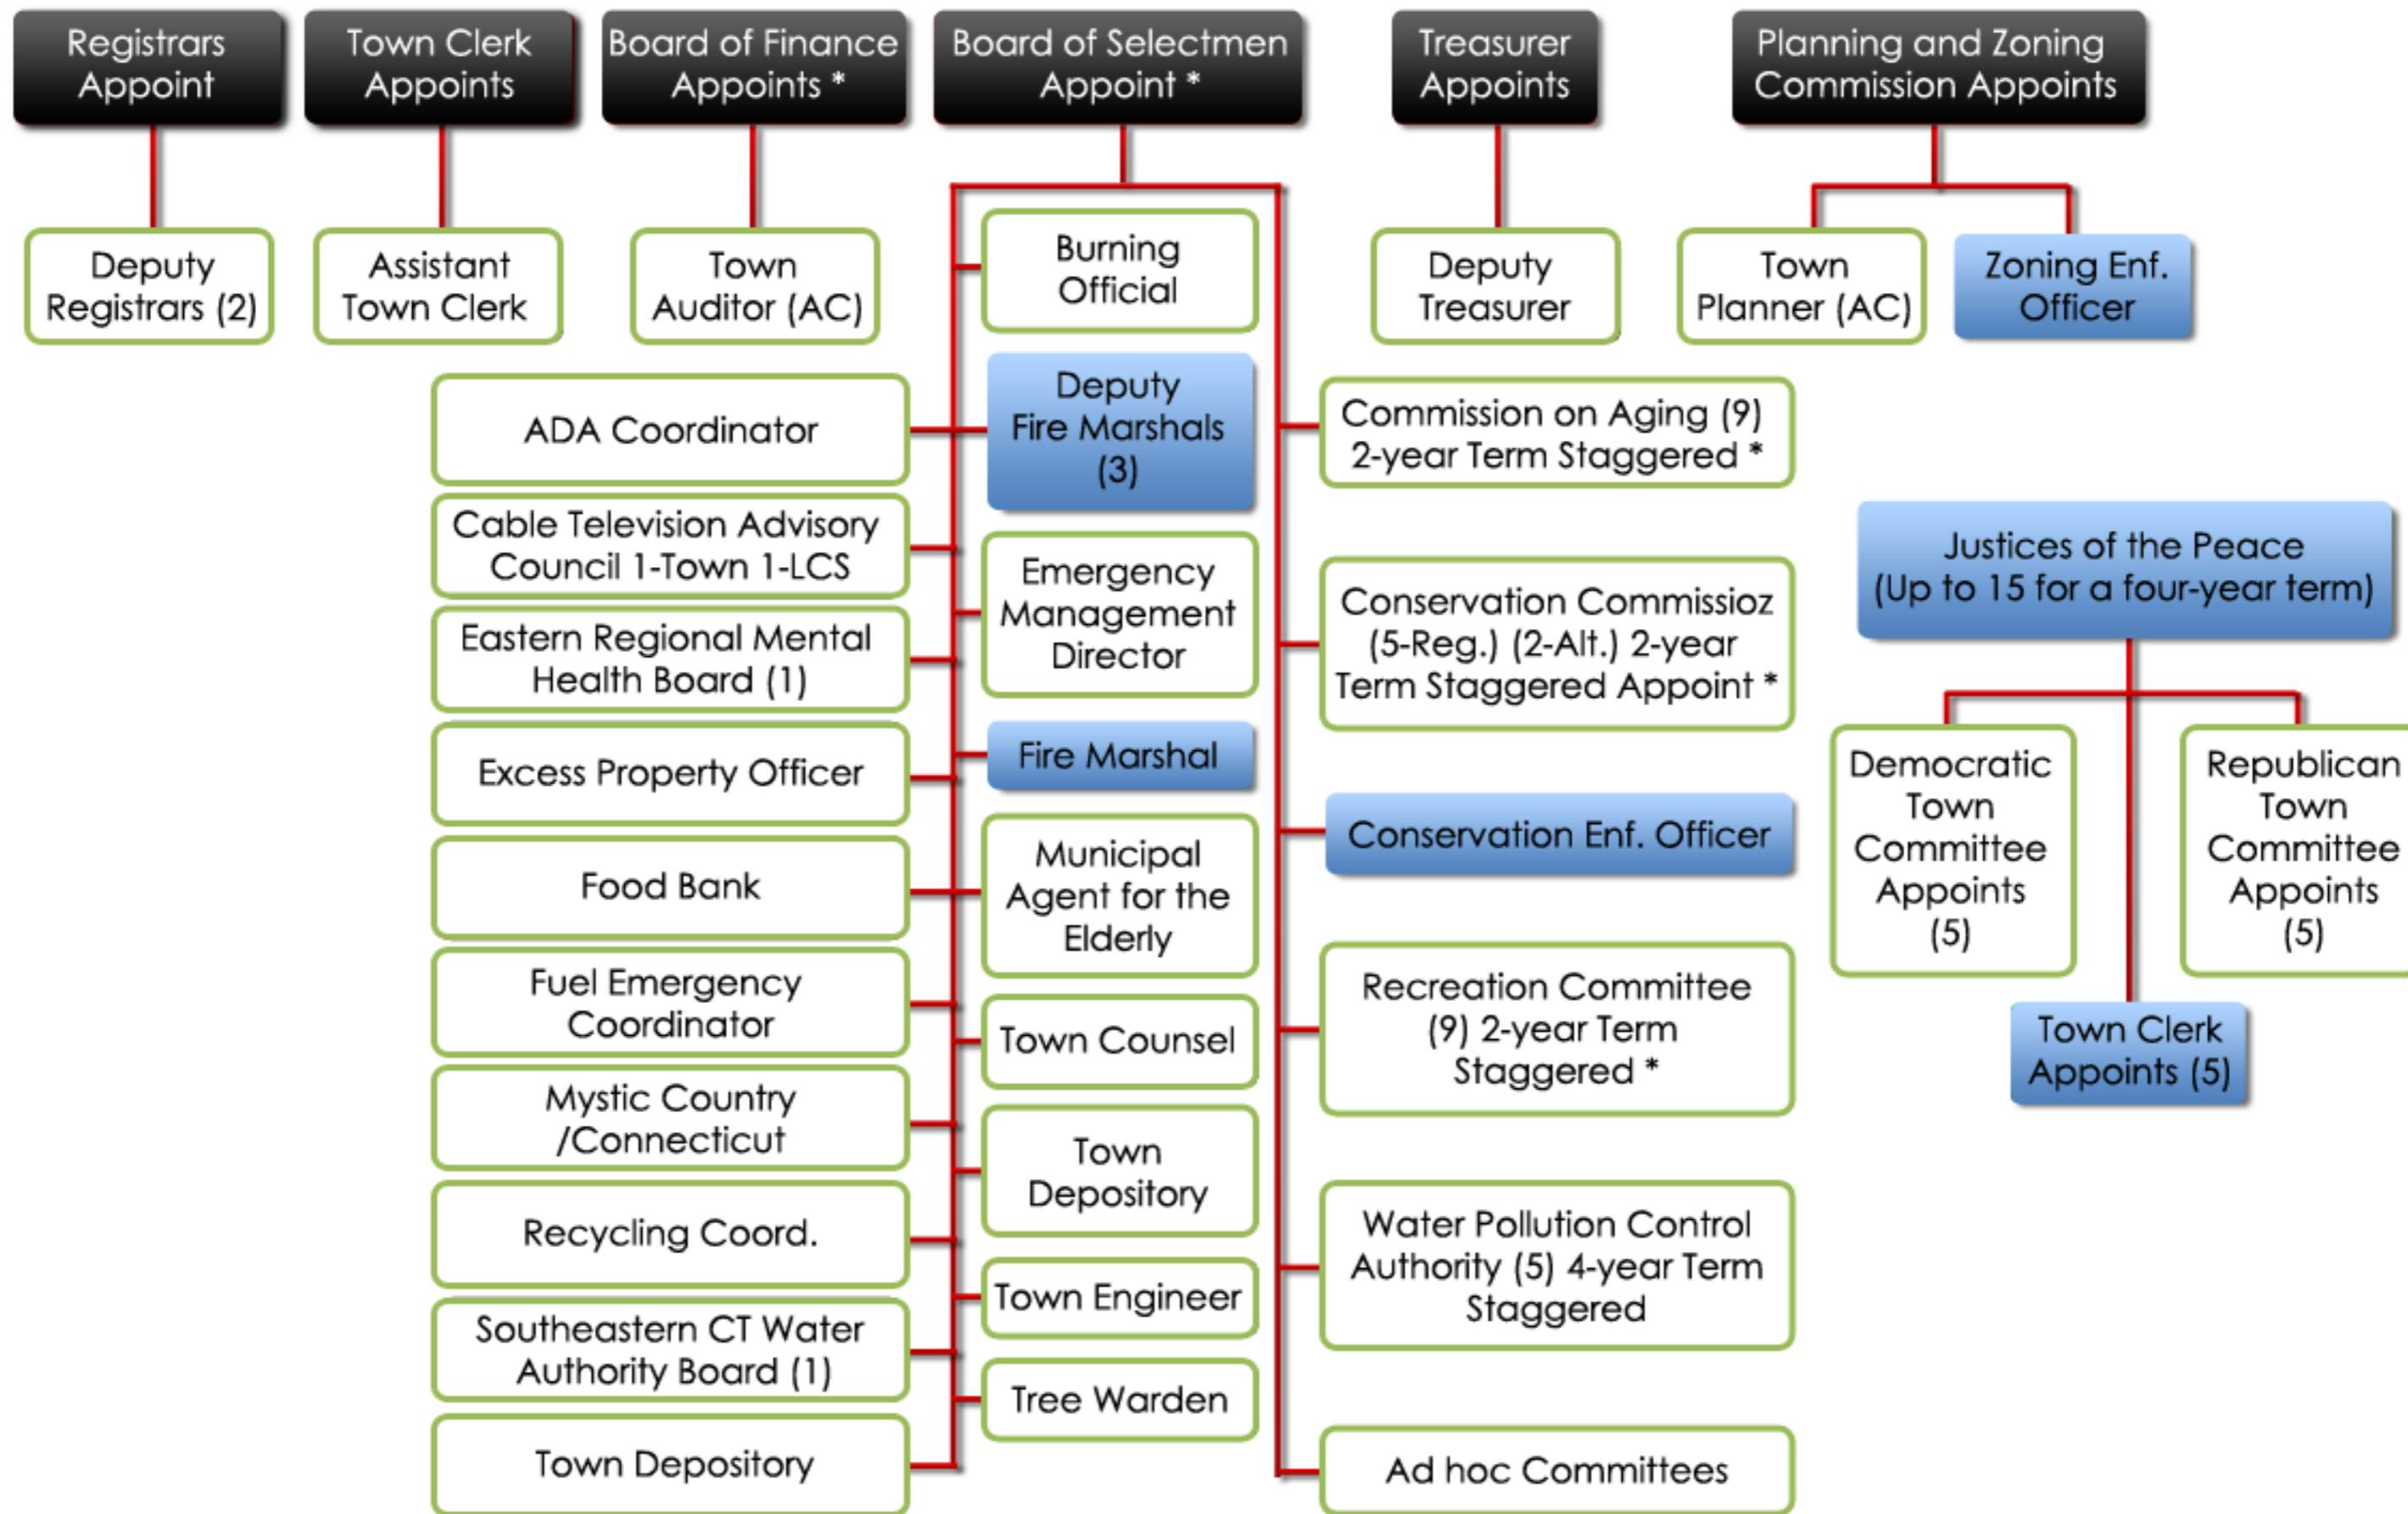 Registrars
Appoint
Town Clerk
Appoints
Board of Finance
Appoints *
Board of Selectmen
Appoint *
Treasurer
Appoints
Planning and Zoning
Commission Appoints
Deputy
Registrars (2)
Assistant
Town Clerk
Town
Auditor (AC)
Deputy
Treasurer
Town
Planner (AC)
Zoning Enf.
Officer
ADA Coordinator
Cable Television Advisory
Council 1-Town 1-LCS
Eastern Regional Mental
Health Board (1)
Excess Property Officer
Food Bank
Fuel Emergency
Coordinator
Mystic Country
/Connecticut
Recycling Coord.
Southeastern CT Water
Authority Board (1)
Town Depository
Burning
Official
Deputy
Fire Marshals
(3)
Emergency
Management
Director
Fire Marshal
Municipal
Agent for the
Elderly
Town Counsel
Town
Depository
Town Engineer
Tree Warden
Commission on Aging (9)
2-year Term Staggered *
Conservation Commissioz
(5-Reg.) (2-Alt.) 2-year
Term Staggered Appoint *
Conservation Enf. Officer
Recreation Committee
(9) 2-year Term
Staggered *
Water Pollution Control
Authority (5) 4-year Term
Staggered
Ad hoc Committees
Justices of the Peace
(Up to 15 for a four-year term)
Democratic
Town
Committee
Appoints
(5)
Republican
Town
Committee
Appoints
(5)
Town Clerk
Appoints (5)